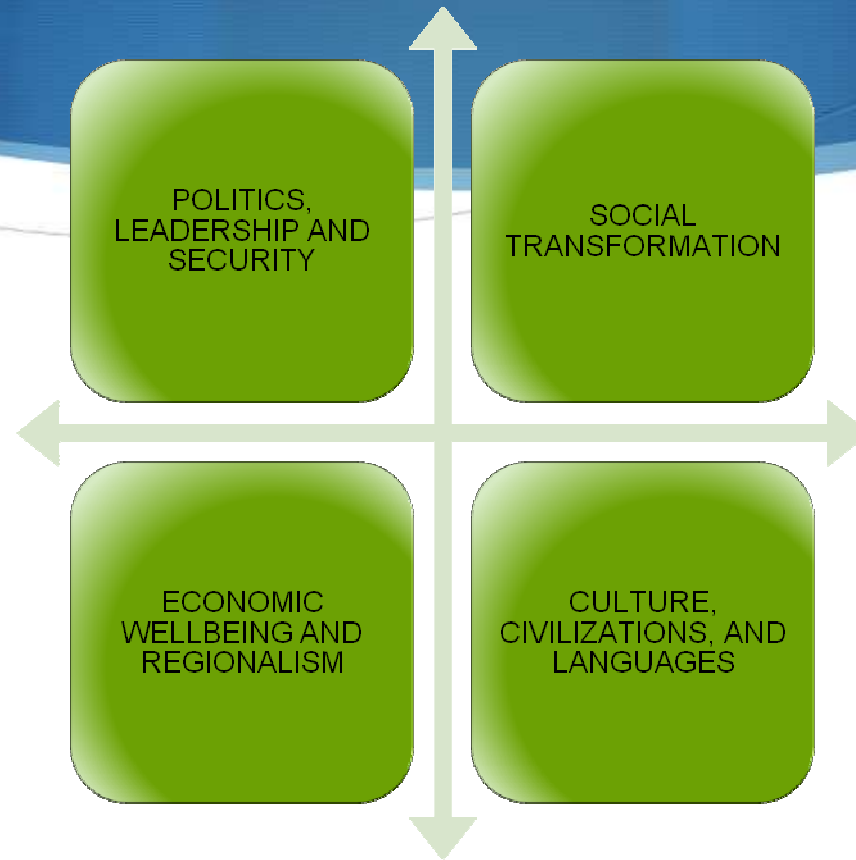 POLITICS,
LEADERSHIP AND
SECURITY
SOCIAL
TRANSFORMATION
ECONOMIC
WELLBEING AND
REGIONALISM
CULTURE,
CIVILIZATIONS, AND
LANGUAGES